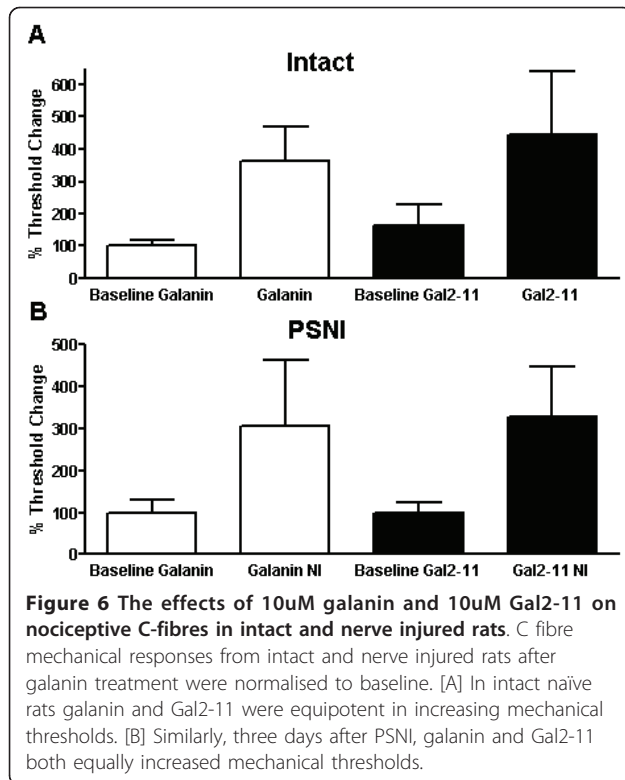 A
Intact
% Threshold Change
600
500
400
300
200
100
0
Baseline Galanin Galanin Baseline Gal2-11 Gal2-11
B
PSNI
% Threshold Change
500
400
300
200
100
0
Baseline Galanin Galanin NI Baseline Gal2-11 Gal2-11 NI
Figure 6 The effects of 10uM galanin and 10uM Gal2-11 on
nociceptive C-fibres in intact and nerve injured rats. C fibre
mechanical responses from intact and nerve injured rats after
galanin treatment were normalised to baseline. [A] In intact naïve
rats galanin and Gal2-11 were equipotent in increasing mechanical
thresholds. [B] Similarly, three days after PSNI, galanin and Gal2-11
both equally increased mechanical thresholds.